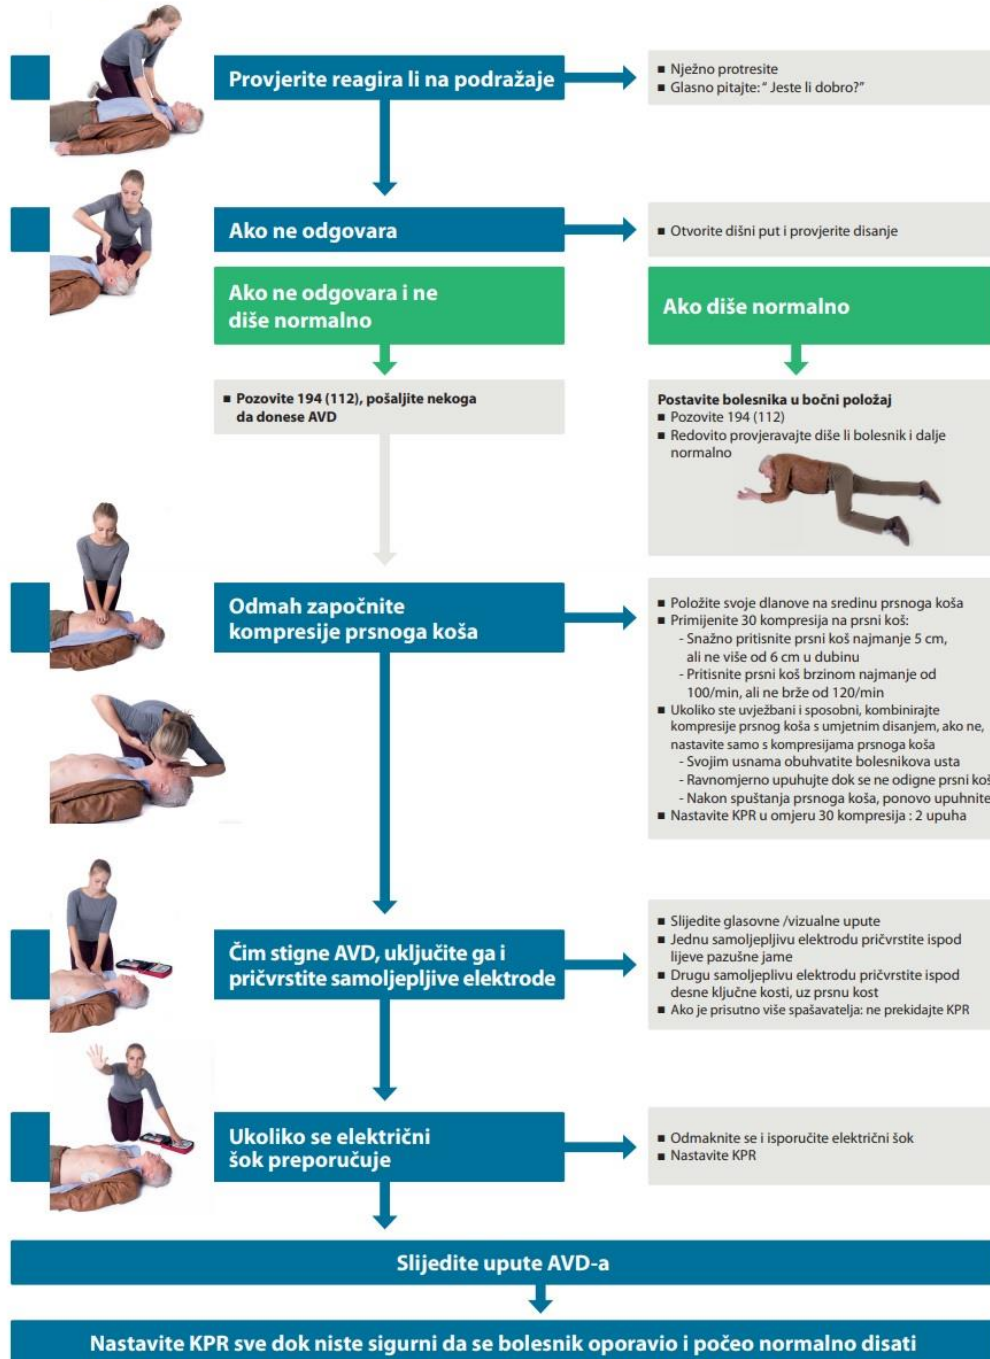 Provjerite reagira li na podražaje
■ Nježno protresite
■ Glasno pitajte: “ Jeste li dobro?”
Ako ne odgovara
■ Otvorite dišni put i provjerite disanje
Ako ne odgovara i ne
diše normalno
■ Pozovite 194 (112), pošaljite nekoga
da donese AVD
Ako diše normalno
Postavite bolesnika u bočni položaj
■ Pozovite 194 (112)
■ Redovito provjeravajte diše li bolesnik i dalje
normalno
Odmah započnite
kompresije prsnoga koša
■ Položite svoje dlanove na sredinu prsnoga koša
■ Primijenite 30 kompresija na prsni koš:
- Snažno pritisnite prsni koš najmanje 5 cm,
ali ne više od 6 cm u dubinu
- Pritisnite prsni koš brzinom najmanje od
100/min, ali ne brže od 120/min
■ Ukoliko ste uvježbani i sposobni, kombinirajte
kompresije prsnog koša s umjetnim disanjem, ako ne,
nastavite samo s kompresijama prsnoga koša
- Svojim usnama obuhvatite bolesnikova usta
- Ravnomjerno upuhujte dok se ne odigne prsni koš
- Nakon spuštanja prsnoga koša, ponovo upuhnite
■ Nastavite KPR u omjeru 30 kompresija : 2 upuha
Čim stigne AVD, uključite ga i
pričvrstite samoljepjive elektrode
■ Slijedite glasovne /vizualne upute
■ Jednu samoljepljivu elektrodu pričvrstite ispod
lijeve pazušne jame
■ Drugu samoljeplivu elektrodu pričvrstite ispod
desne ključne kosti, uz prsnu kost
■ Ako je prisutno više spašavatelja: ne prekidajte KPR
Ukoliko se električni
šok preporučuje
■ Odmaknite se i isporučite električni šok
■ Nastavite KPR
Slijedite upute AVD-a
Nastavite KPR sve dok niste sigurni da se bolesnik oporavio i počeo normalno disati